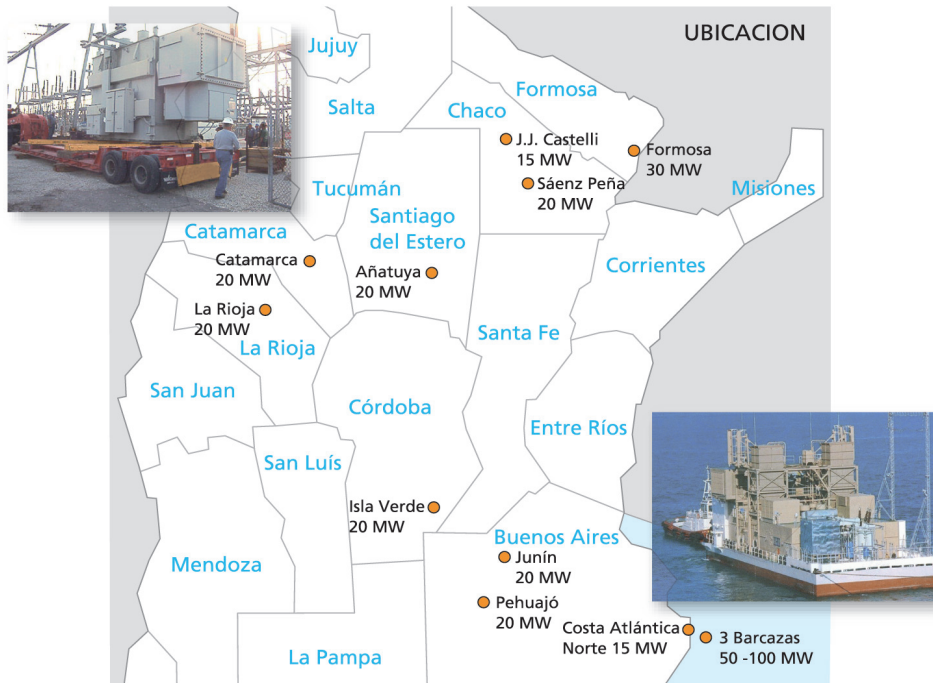 UBICACION
Jujuy
Salta
Formosa
Chaco
J.J. Castelli
15 MW
Formosa
30 MW
Sáenz Peña
20 MW
Misiones
Tucumán
Santiago
del Estero
Catamarca
Catamarca
20 MW
Añatuya
20 MW
Corrientes
La Rioja
20 MW
La Rioja
Santa Fe
San Juan
Córdoba
Entre Ríos
San Luís
Isla Verde
20 MW
Buenos Aires
Junín
20 MW
Mendoza
Pehuajó
20 MW
Costa Atlántica
Norte 15 MW
3 Barcazas
50 -100 MW
La Pampa